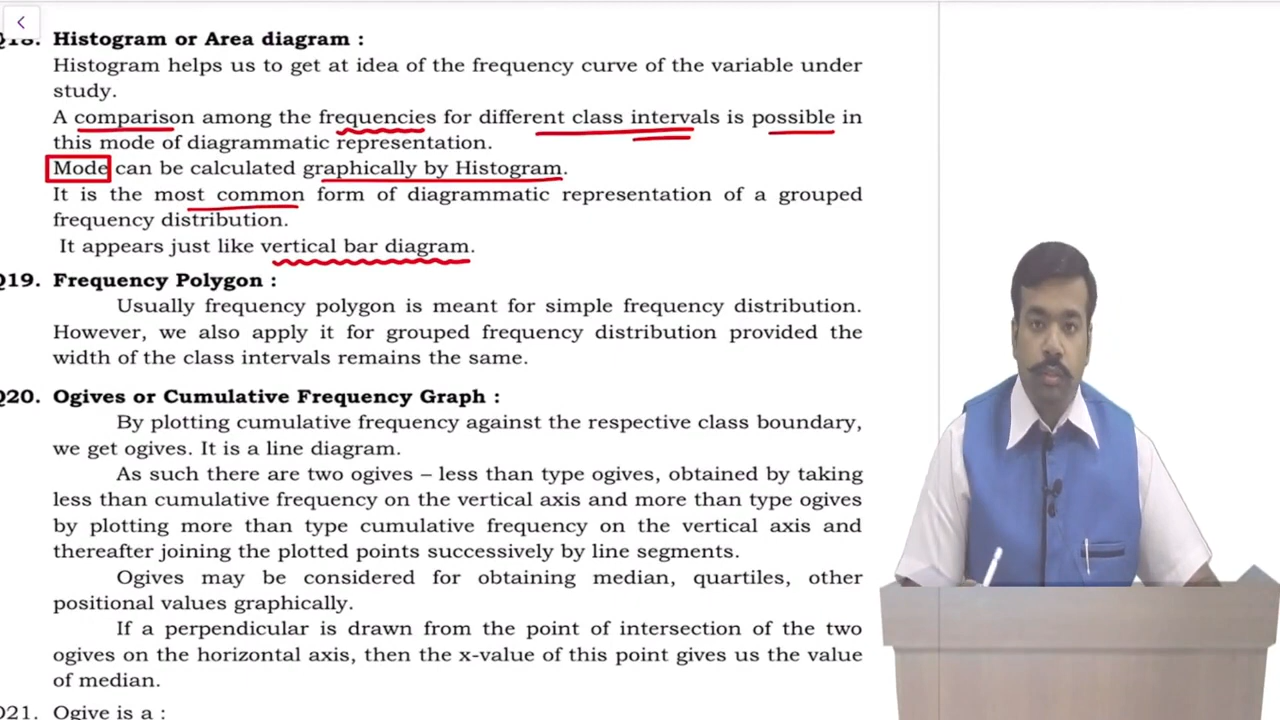 Q18. Histogram or Area diagram :
Histogram helps us to get at idea of the frequency curve of the variable under
study.
A comparison among the frequencies for different class intervals is possible in
this mode of diagrammatic representation.
Mode can be calculated graphically by Histogram.
It is the most common form of diagrammatic representation of a grouped
frequency distribution.
It appears just like vertical bar diagram.
Q19. Frequency Polygon :
Usually frequency polygon is meant for simple frequency distribution.
However, we also apply it for grouped frequency distribution provided the
width of the class intervals remains the same.
Q20. Ogives or Cumulative Frequency Graph :
By plotting cumulative frequency against the respective class boundary,
we get ogives. It is a line diagram.
As such there are two ogives – less than type ogives, obtained by taking
less than cumulative frequency on the vertical axis and more than type ogives
by plotting more than type cumulative frequency on the vertical axis and
thereafter joining the plotted points successively by line segments.
Ogives may be considered for obtaining median, quartiles, other
positional values graphically.
If a perpendicular is drawn from the point of intersection of the two
ogives on the horizontal axis, then the x-value of this point gives us the value
of median.
Q21. Ogive is a :